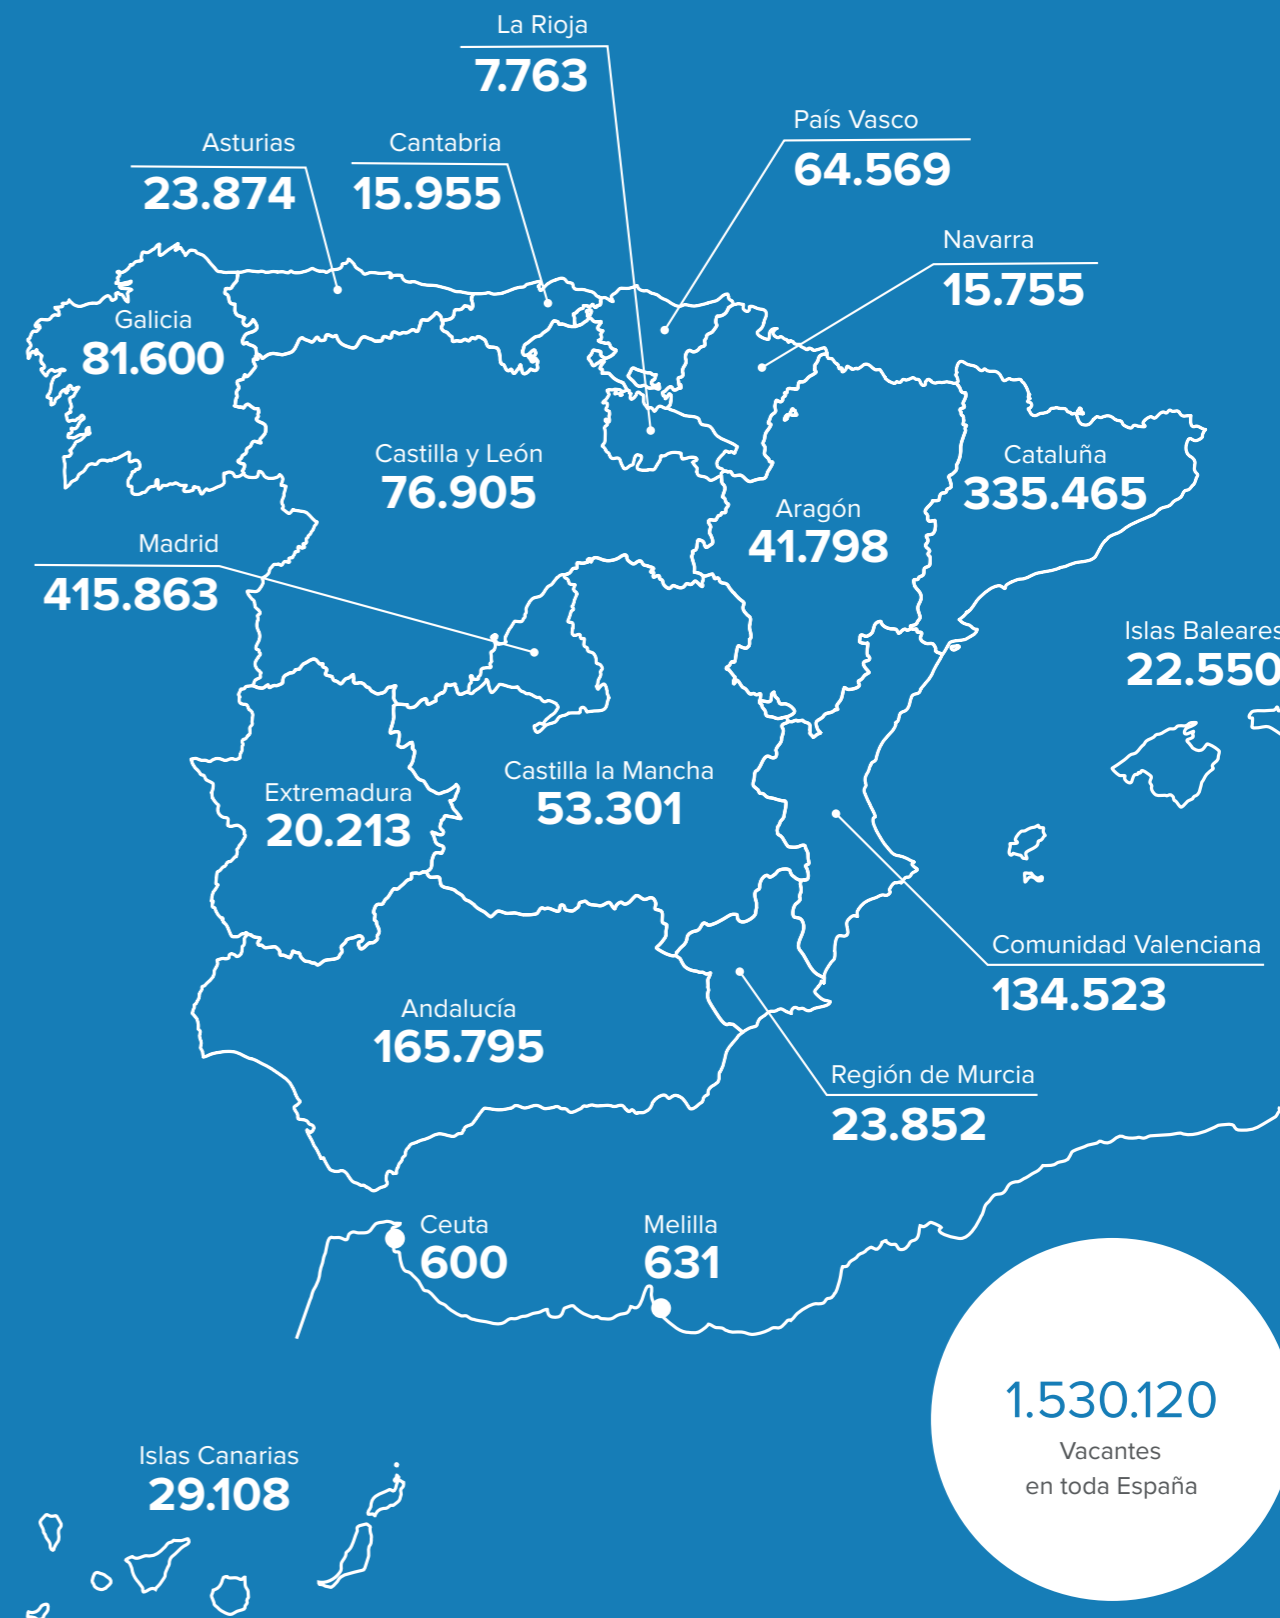 La Rioja
7.763
País Vasco
64.569
Asturias
23.874
Cantabria
15.955
Navarra
15.755
Galicia
81.600
Castilla y León
76.905
Cataluña
335.465
Aragón
41.798
Madrid
415.863
Islas Baleares
22.550
Castilla la Mancha
53.301
Extremadura
20.213
Comunidad Valenciana
134.523
Andalucía
165.795
Región de Murcia
23.852
Ceuta
600
Melilla
631
1.530.120
Vacantes
en toda España
Islas Canarias
29.108